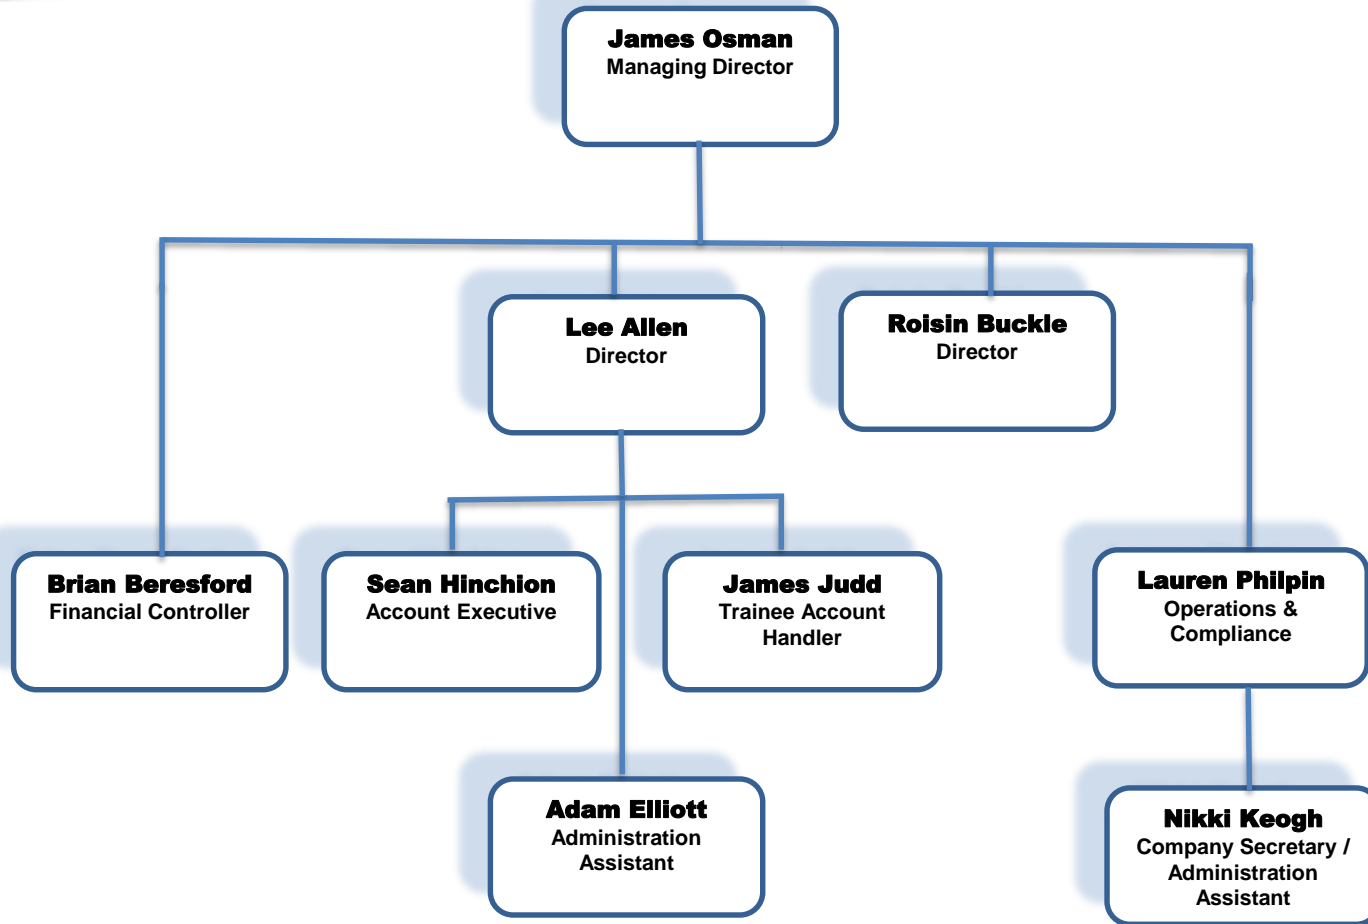 James Osman
Managing Director
Lee Allen
Director
Roisin Buckle
Director
Brian Beresford
Financial Controller
Sean Hinchion
Account Executive
James Judd
Trainee Account
Handler
Lauren Philpin
Operations &
Compliance
Adam Elliott
Administration
Assistant
Nikki Keogh
Company Secretary /
Administration
Assistant